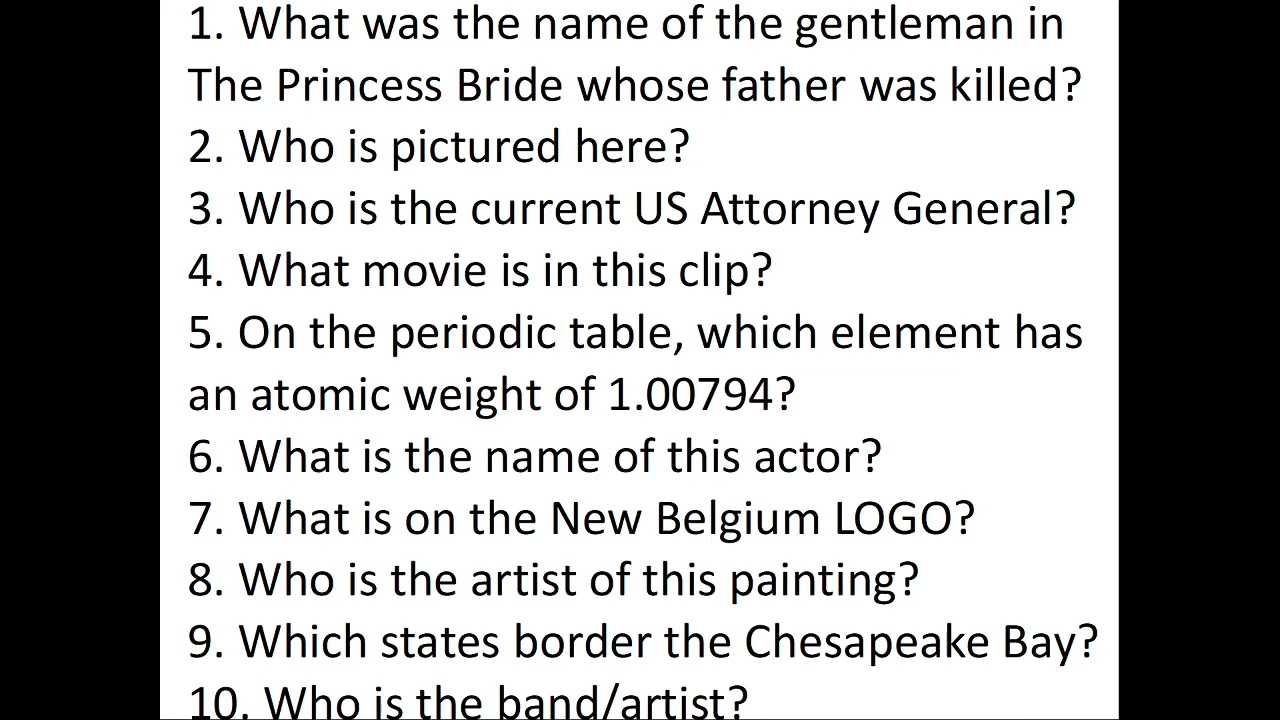 1. What was the name of the gentleman in
The Princess Bride whose father was killed?
2. Who is pictured here?
3. Who is the current US Attorney General?
4. What movie is in this clip?
5. On the periodic table, which element has
an atomic weight of 1.00794?
6. What is the name of this actor?
7. What is on the New Belgium LOGO?
8. Who is the artist of this painting?
9. Which states border the Chesapeake Bay?
10. Who is the band/artist?